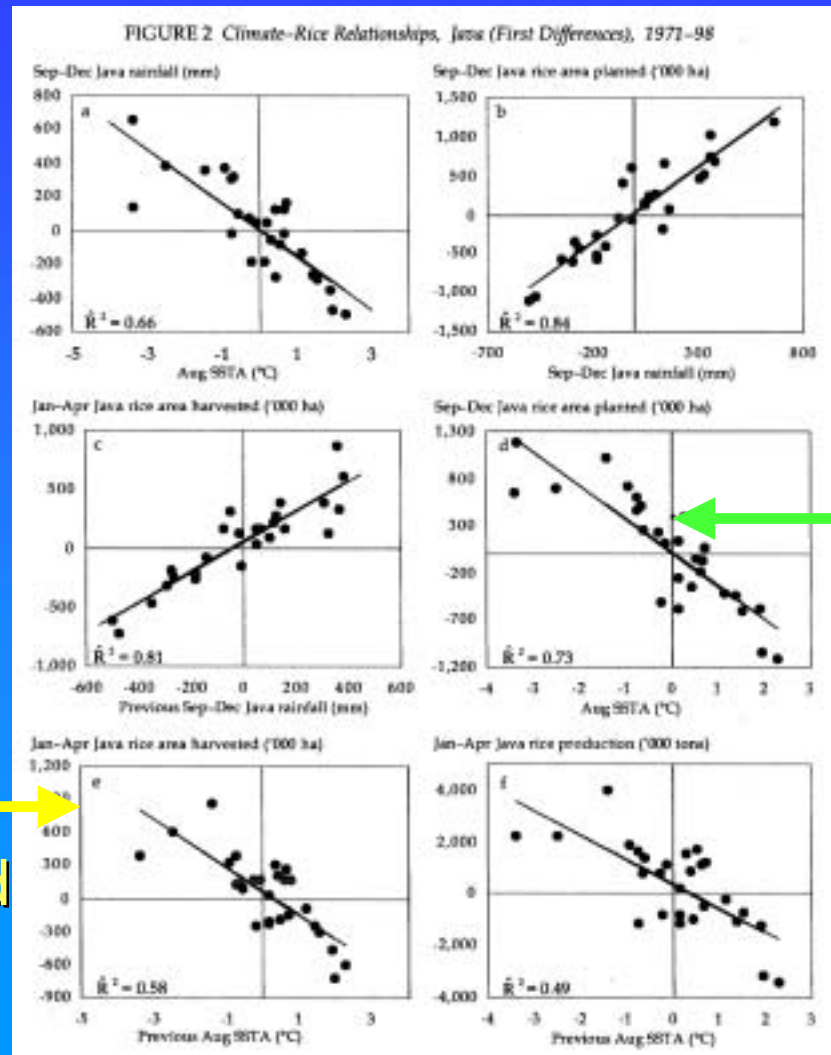 FIGURE 2 Climate–Rice Relationships, Java (First Differences), 1971–98
Sep–Dec Java rainfall (mm)
800
600
400
200
0
-200
-400
-600
a
R̄ ² = 0.66
-5 -3 -1 1 3
Aug SSTA (°C)
Sep–Dec Java rice area planted ('000 ha)
1,500
1,000
500
0
-500
-1,000
-1,500
b
R̄ ² = 0.84
-700 -200 300 800
Sep–Dec Java rainfall (mm)
Jan–Apr Java rice area harvested ('000 ha)
1,000
500
0
-500
-1,000
c
R̄ ² = 0.81
-600 -400 -200 0 200 400 600
Previous Sep–Dec Java rainfall (mm)
Sep–Dec Java rice area planted ('000 ha)
1,300
800
300
-200
-700
-1,200
d
R̄ ² = 0.73
-4 -3 -2 -1 0 1 2 3
Aug SSTA (°C)
Jan–Apr Java rice area harvested ('000 ha)
1,200
600
300
0
-300
-600
-900
e
R̄ ² = 0.58
-5 -3 -1 1 3
Previous Aug SSTA (°C)
Jan–Apr Java rice production ('000 tons)
4,000
2,000
0
-2,000
-4,000
f
R̄ ² = 0.49
-4 -3 -2 -1 0 1 2 3
Previous Aug SSTA (°C)